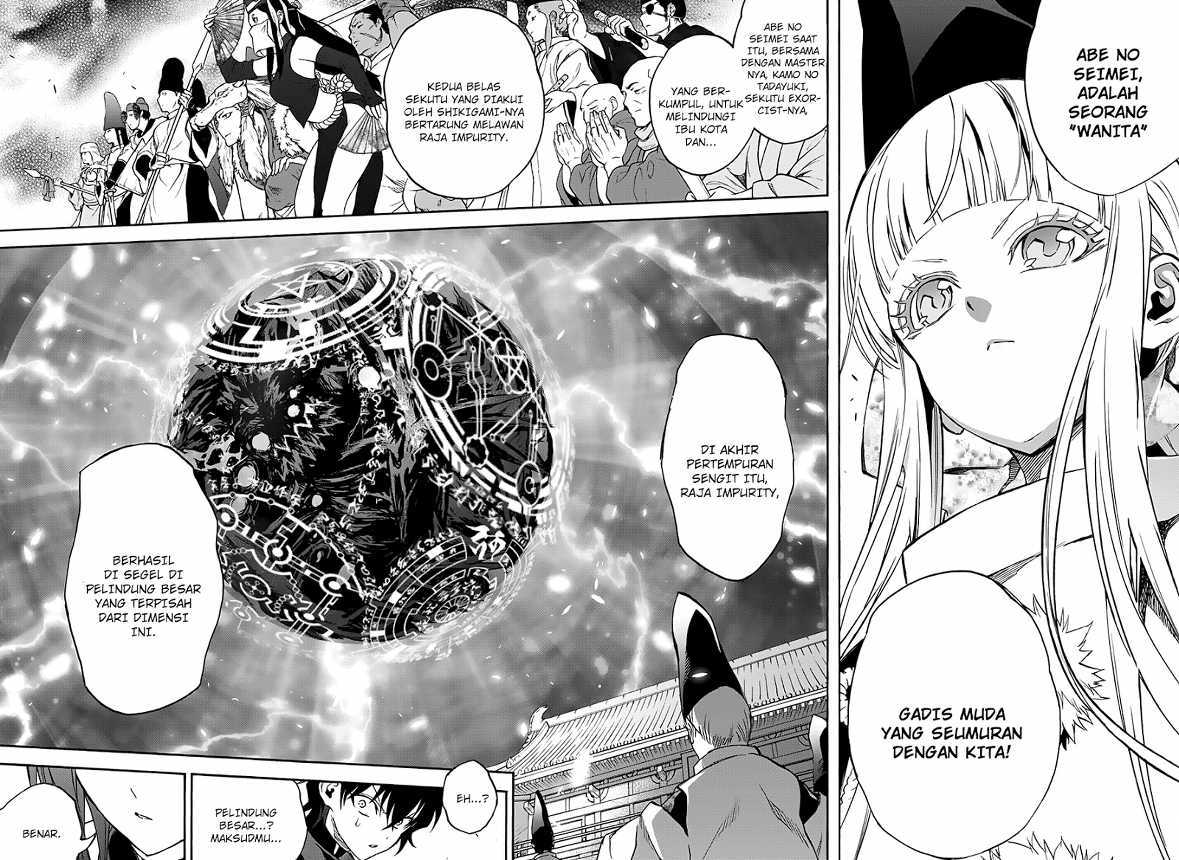 ABE NO
SEIMEI,
ADALAH
SEORANG
"WANITA"
GADIS MUDA
YANG SEUMURAN
DENGAN KITA!
ABE NO
SEIMEI SAAT
ITU, BERSAMA
DENGAN MASTER
NYA, KAMO NO
TADAYUKI,
SEKUTU EXOR-
CIST-NYA,
YANG BER-
KUMPUL, UNTUK
MELINDUNGI
IBU KOTA
DAN...
KEDUA BELAS
SEKUTU YANG DIAKUI
OLEH SHIKIGAMI-NYA
BERTARUNG MELAWAN
RAJA IMPURITY.
DI AKHIR
PERTEMPURAN
SENGIT ITU,
RAJA IMPURITY,
BERHASIL
DI SEGEL DI
PELINDUNG BESAR
YANG TERPISAH
DARI DIMENSI
INI.
EH...?
PELINDUNG
BESAR...?
MAKSUDMU...
BENAR.